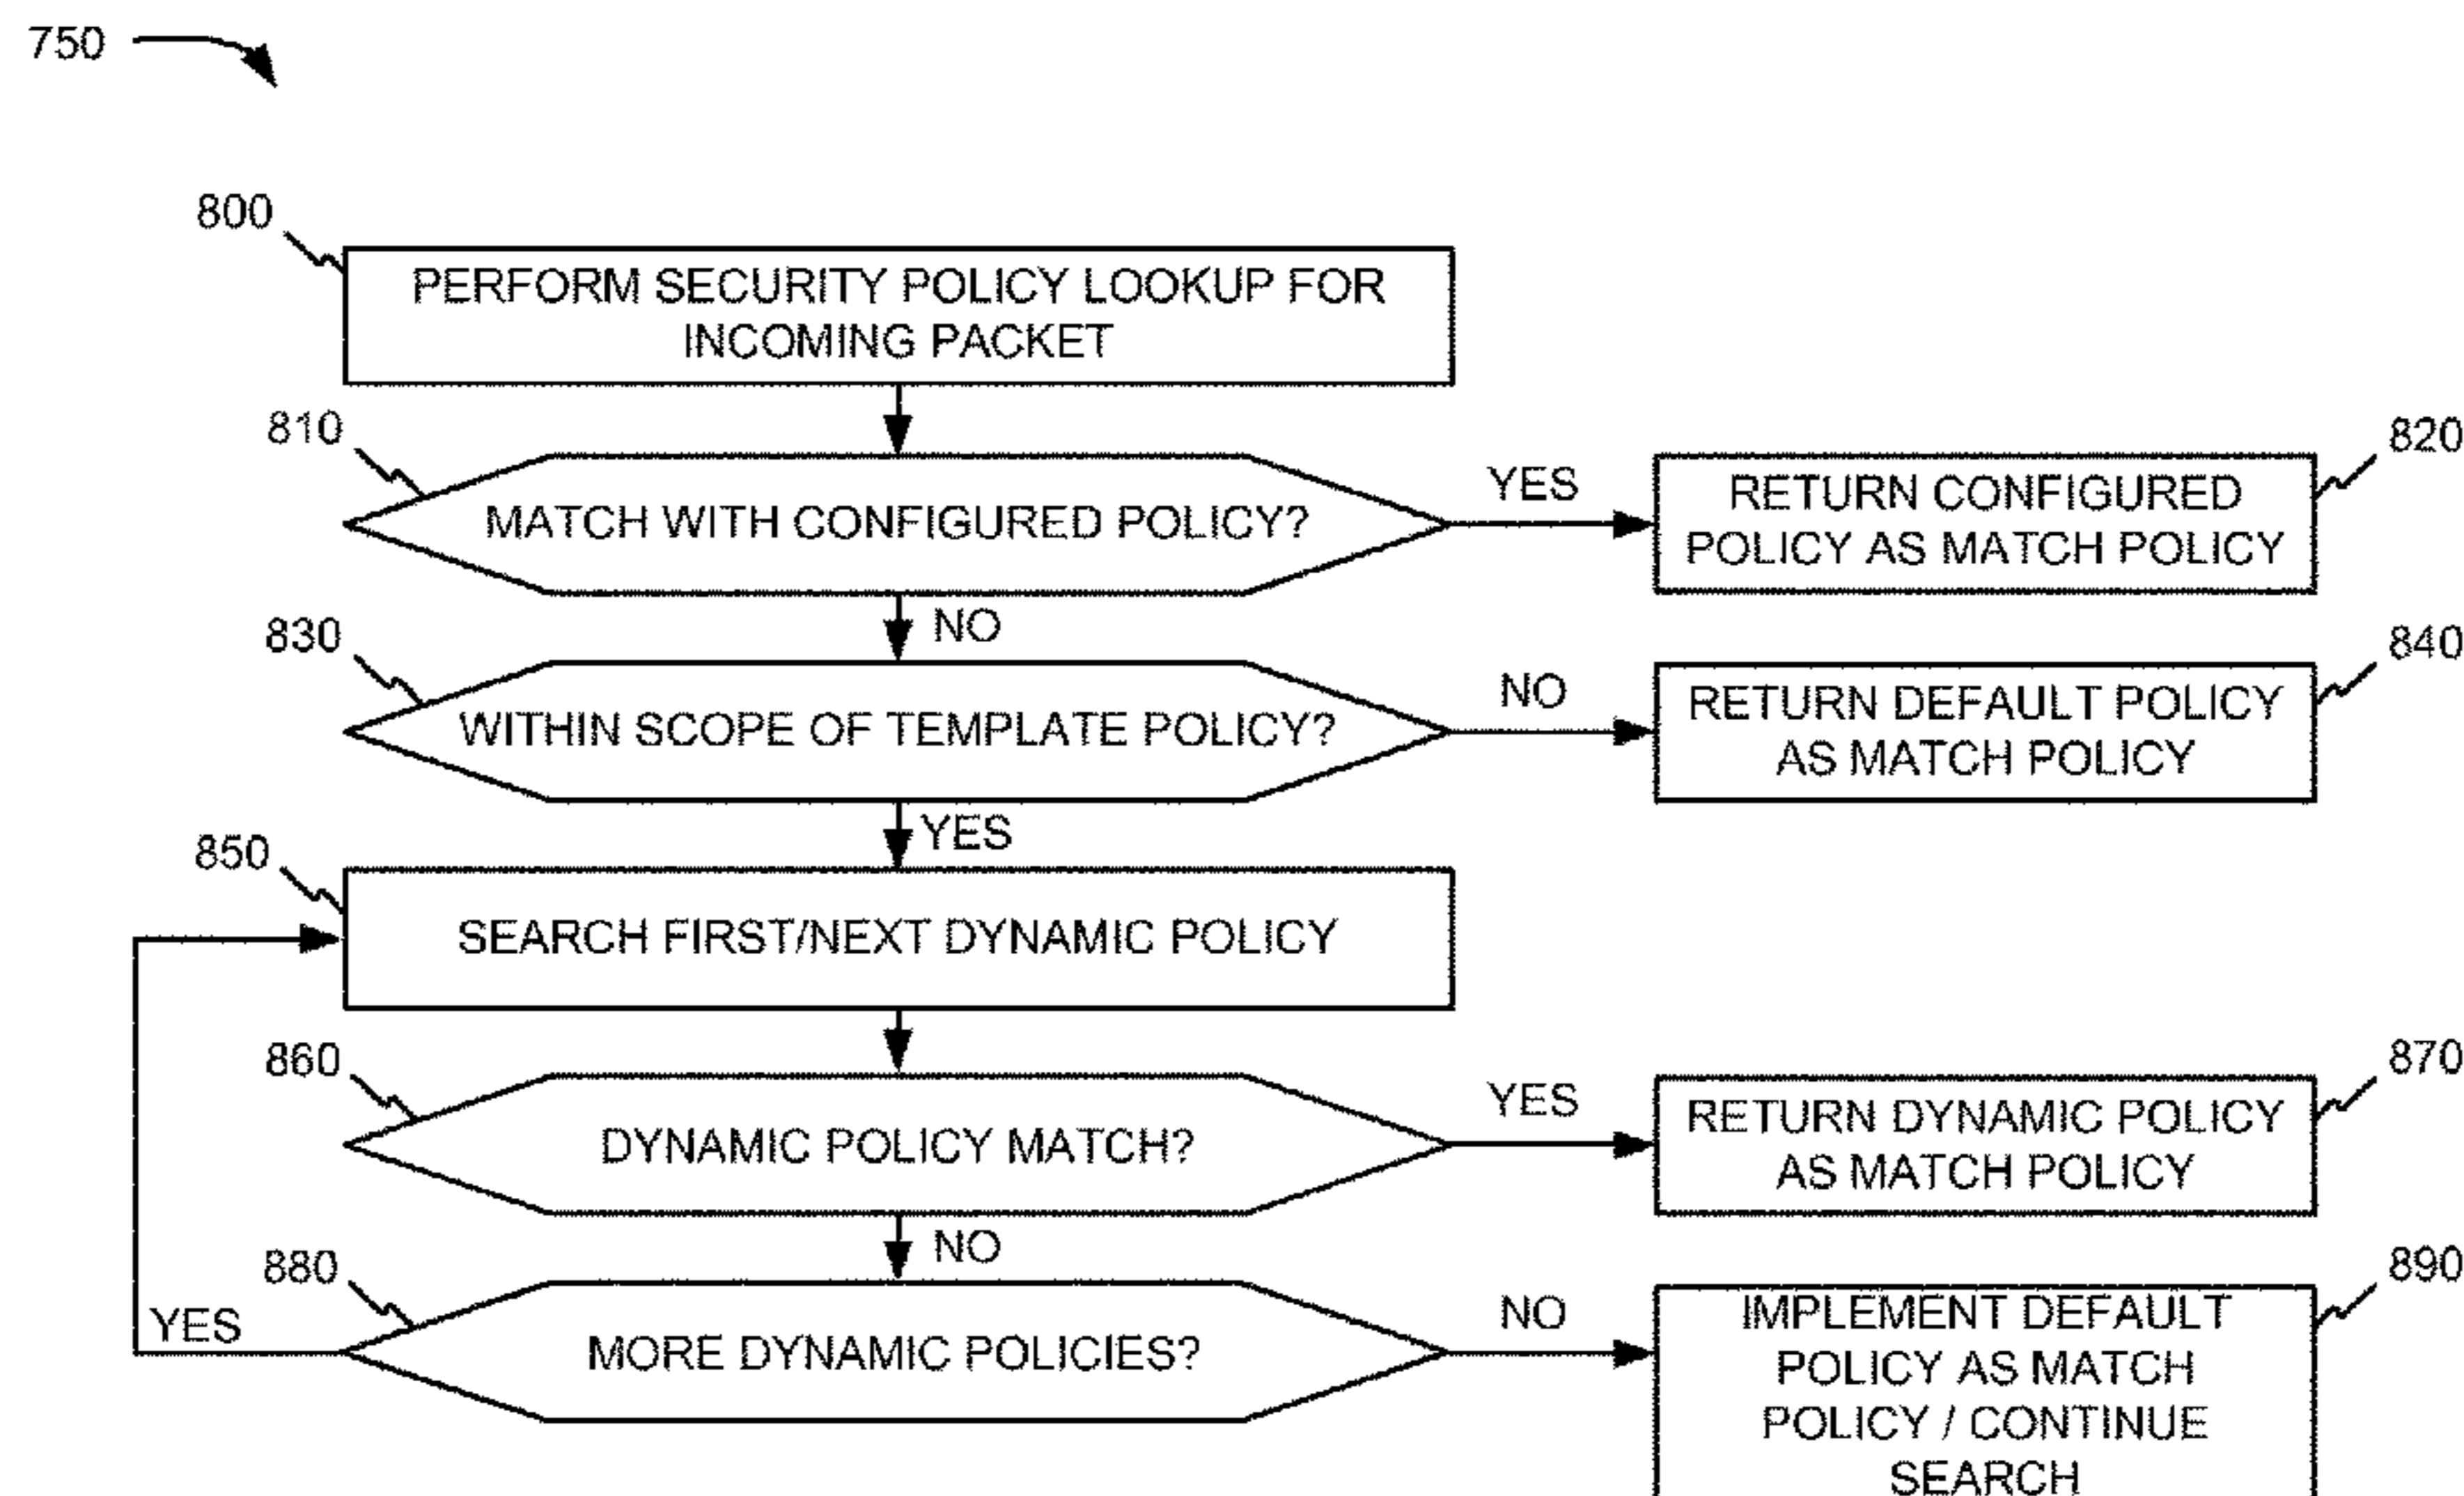 750
800
PERFORM SECURITY POLICY LOOKUP FOR
INCOMING PACKET
810
MATCH WITH CONFIGURED POLICY?
YES
RETURN CONFIGURED
POLICY AS MATCH POLICY
820
NO
830
WITHIN SCOPE OF TEMPLATE POLICY?
NO
RETURN DEFAULT POLICY
AS MATCH POLICY
840
YES
850
SEARCH FIRST/NEXT DYNAMIC POLICY
860
DYNAMIC POLICY MATCH?
YES
RETURN DYNAMIC POLICY
AS MATCH POLICY
870
NO
880
YES
MORE DYNAMIC POLICIES?
NO
IMPLEMENT DEFAULT
POLICY AS MATCH
POLICY / CONTINUE
SEARCH
890